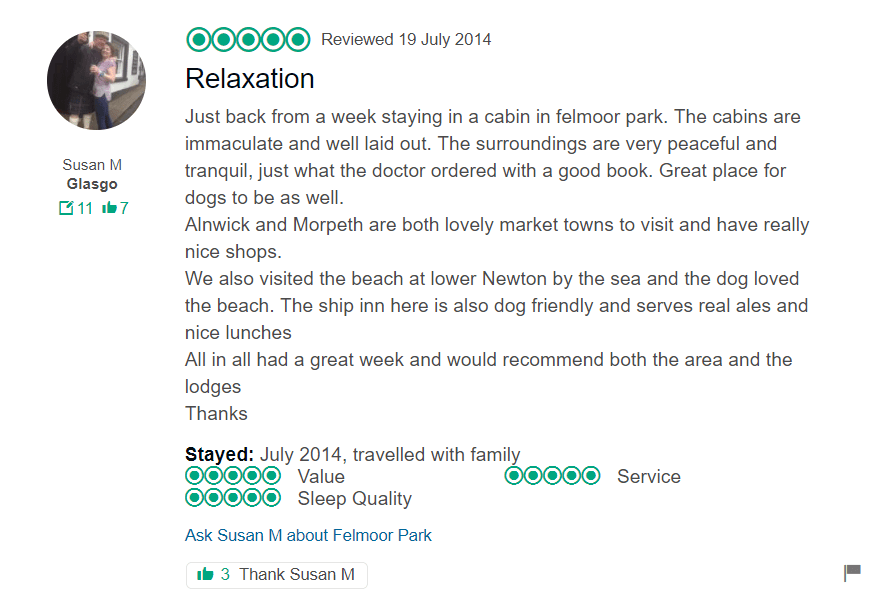 Reviewed 19 July 2014
Relaxation
Just back from a week staying in a cabin in felmoor park. The cabins are
immaculate and well laid out. The surroundings are very peaceful and
tranquil, just what the doctor ordered with a good book. Great place for
dogs to be as well.
Alnwick and Morpeth are both lovely market towns to visit and have really
nice shops.
We also visited the beach at lower Newton by the sea and the dog loved
the beach. The ship inn here is also dog friendly and serves real ales and
nice lunches
All in all had a great week and would recommend both the area and the
lodges
Thanks
Susan M
Glasgo
11 7
Stayed: July 2014, travelled with family
Value Service
Sleep Quality
Ask Susan M about Felmoor Park
3 Thank Susan M